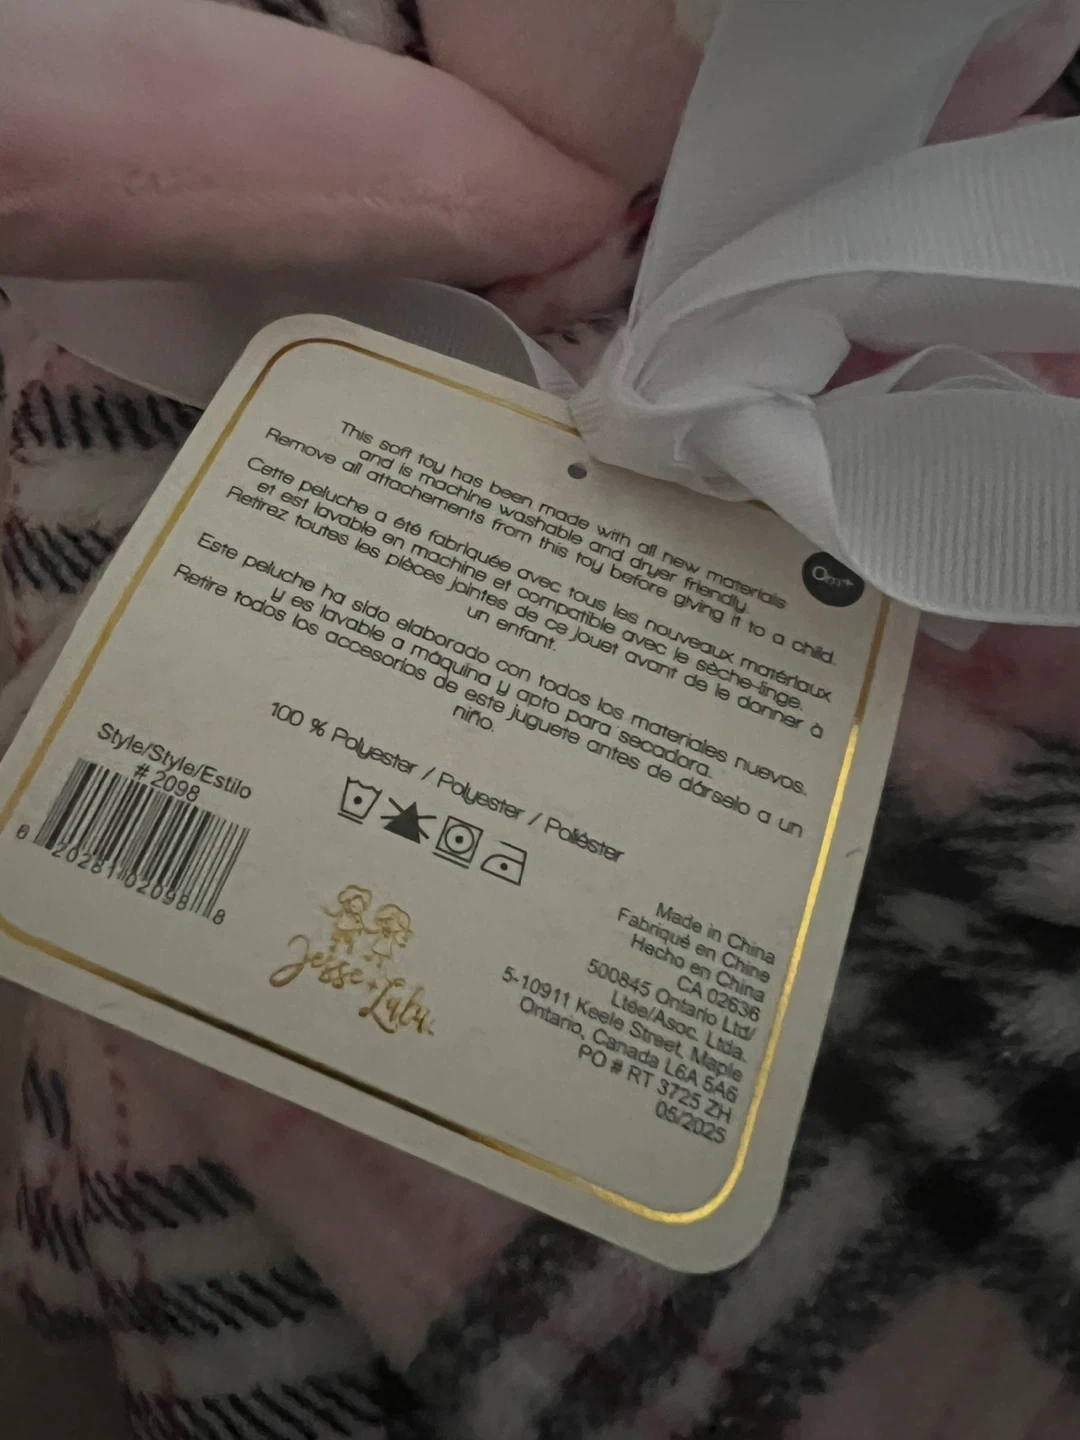 This soft toy has been made with all new materials
and is machine washable and dryer friendly.
Remove all attachements from this toy before giving it to a child.
Cette peluche a été fabriquée avec tous les nouveaux matériaux
et est lavable en machine et compatible avec le sèche-linge.
Retirez toutes les pièces jointes de ce jouet avant de le donner à
un enfant.
Este peluche ha sido elaborado con todos los materiales nuevos.
y es lavable a máquina y apto para secadora.
Retire todos los accesorios de este juguete antes de dárselo a un
niño.
100 % Polyester / Polyester / Poliéster
Style/Style/Estilo
# 2098
6 20281 02098 8
Jesse + Lulu
Made in China
Fabriqué en Chine
Hecho en China
CA 02636
500845 Ontario Ltd/
Ltée/Asoc. Ltda.
5-10911 Keele Street, Maple
Ontario, Canada L6A 5A6
PO # RT 3725 ZH
05/2025